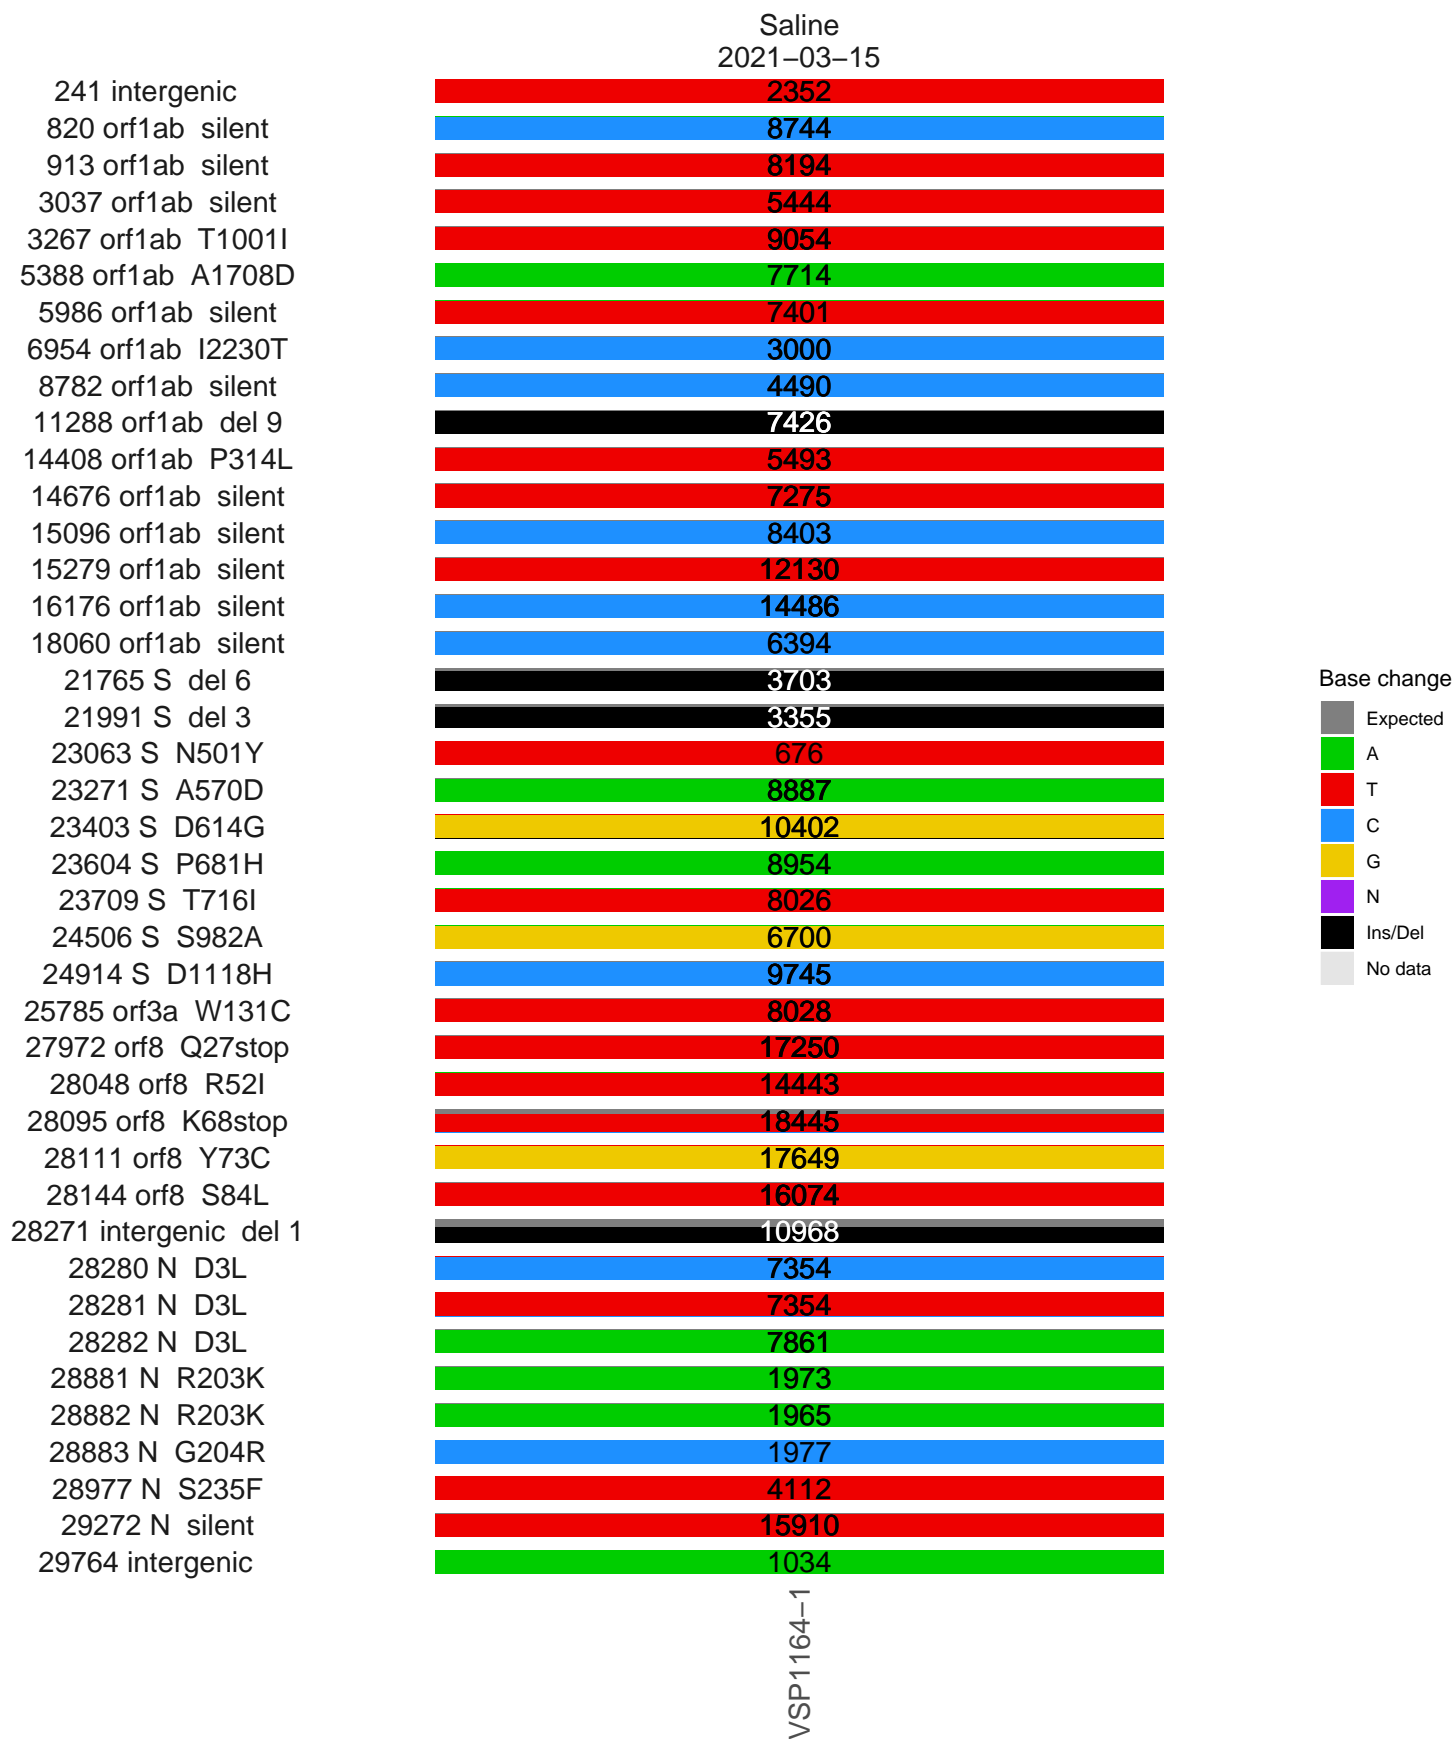 Saline
2021–03–15
241 intergenic 2352
820 orf1ab silent 8744
913 orf1ab silent 8194
3037 orf1ab silent 5444
3267 orf1ab T1001I 9054
5388 orf1ab A1708D 7714
5986 orf1ab silent 7401
6954 orf1ab I2230T 3000
8782 orf1ab silent 4490
11288 orf1ab del 9 7426
14408 orf1ab P314L 5493
14676 orf1ab silent 7275
15096 orf1ab silent 8403
15279 orf1ab silent 12130
16176 orf1ab silent 14486
18060 orf1ab silent 6394
21765 S del 6 3703
21991 S del 3 3355
23063 S N501Y 676
23271 S A570D 8887
23403 S D614G 10402
23604 S P681H 8954
23709 S T716I 8026
24506 S S982A 6700
24914 S D1118H 9745
25785 orf3a W131C 8028
27972 orf8 Q27stop 17250
28048 orf8 R52I 14443
28095 orf8 K68stop 18445
28111 orf8 Y73C 17649
28144 orf8 S84L 16074
28271 intergenic del 1 10968
28280 N D3L 7354
28281 N D3L 7354
28282 N D3L 7861
28881 N R203K 1973
28882 N R203K 1965
28883 N G204R 1977
28977 N S235F 4112
29272 N silent 15910
29764 intergenic 1034
VSP1164–1
Base change
Expected
A
T
C
G
N
Ins/Del
No data